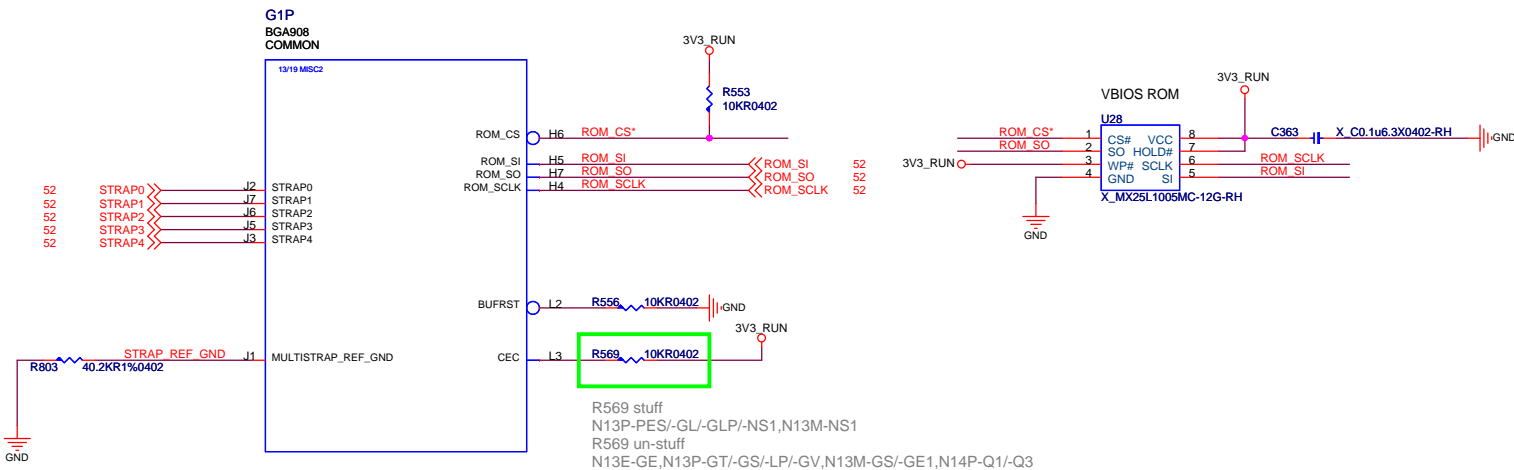 G1P
BGA908
COMMON
13/19 MISC2
3V3_RUN
R553
10KR0402
ROM_CS H6 ROM_CS*
ROM_SI H5 ROM_SI ROM_SI 52
ROM_SO H7 ROM_SO ROM_SO 52
ROM_SCLK H4 ROM_SCLK ROM_SCLK 52
52 STRAP0 J2 STRAP0
52 STRAP1 J7 STRAP1
52 STRAP2 J6 STRAP2
52 STRAP3 J5 STRAP3
52 STRAP4 J3 STRAP4
BUFRST L2 R556 10KR0402 GND
3V3_RUN
STRAP_REF_GND J1 MULTISTRAP_REF_GND
R803 40.2KR1%0402
GND
CEC L3 R569 10KR0402
R569 stuff
N13P-PES/-GL/-GLP/-NS1,N13M-NS1
R569 un-stuff
N13E-GE,N13P-GT/-GS/-LP/-GV,N13M-GS/-GE1,N14P-Q1/-Q3
3V3_RUN
VBIOS ROM
U28
ROM_CS* 1 CS# VCC 8 C363 X_C0.1u6.3X0402-RH GND
ROM_SO 2 SO HOLD# 7
3V3_RUN 3 WP# SCLK 6 ROM_SCLK
4 GND SI 5 ROM_SI
X_MX25L1005MC-12G-RH
GND